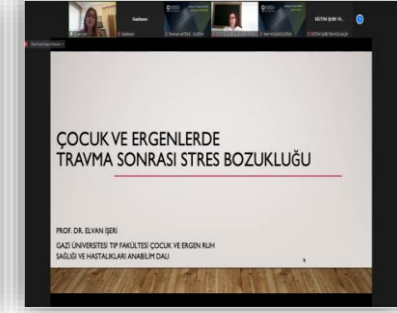 ÇOCUK VE ERGENLERDE
TRAVMA SONRASI STRES BOZUKLUĞU
PROF. DR. ELVAN İŞERİ
GAZİ ÜNİVERSİTESİ TIP FAKÜLTESİ ÇOCUK VE ERGEN RUH
SAĞLIĞI VE HASTALIKLARI ANABİLİM DALI